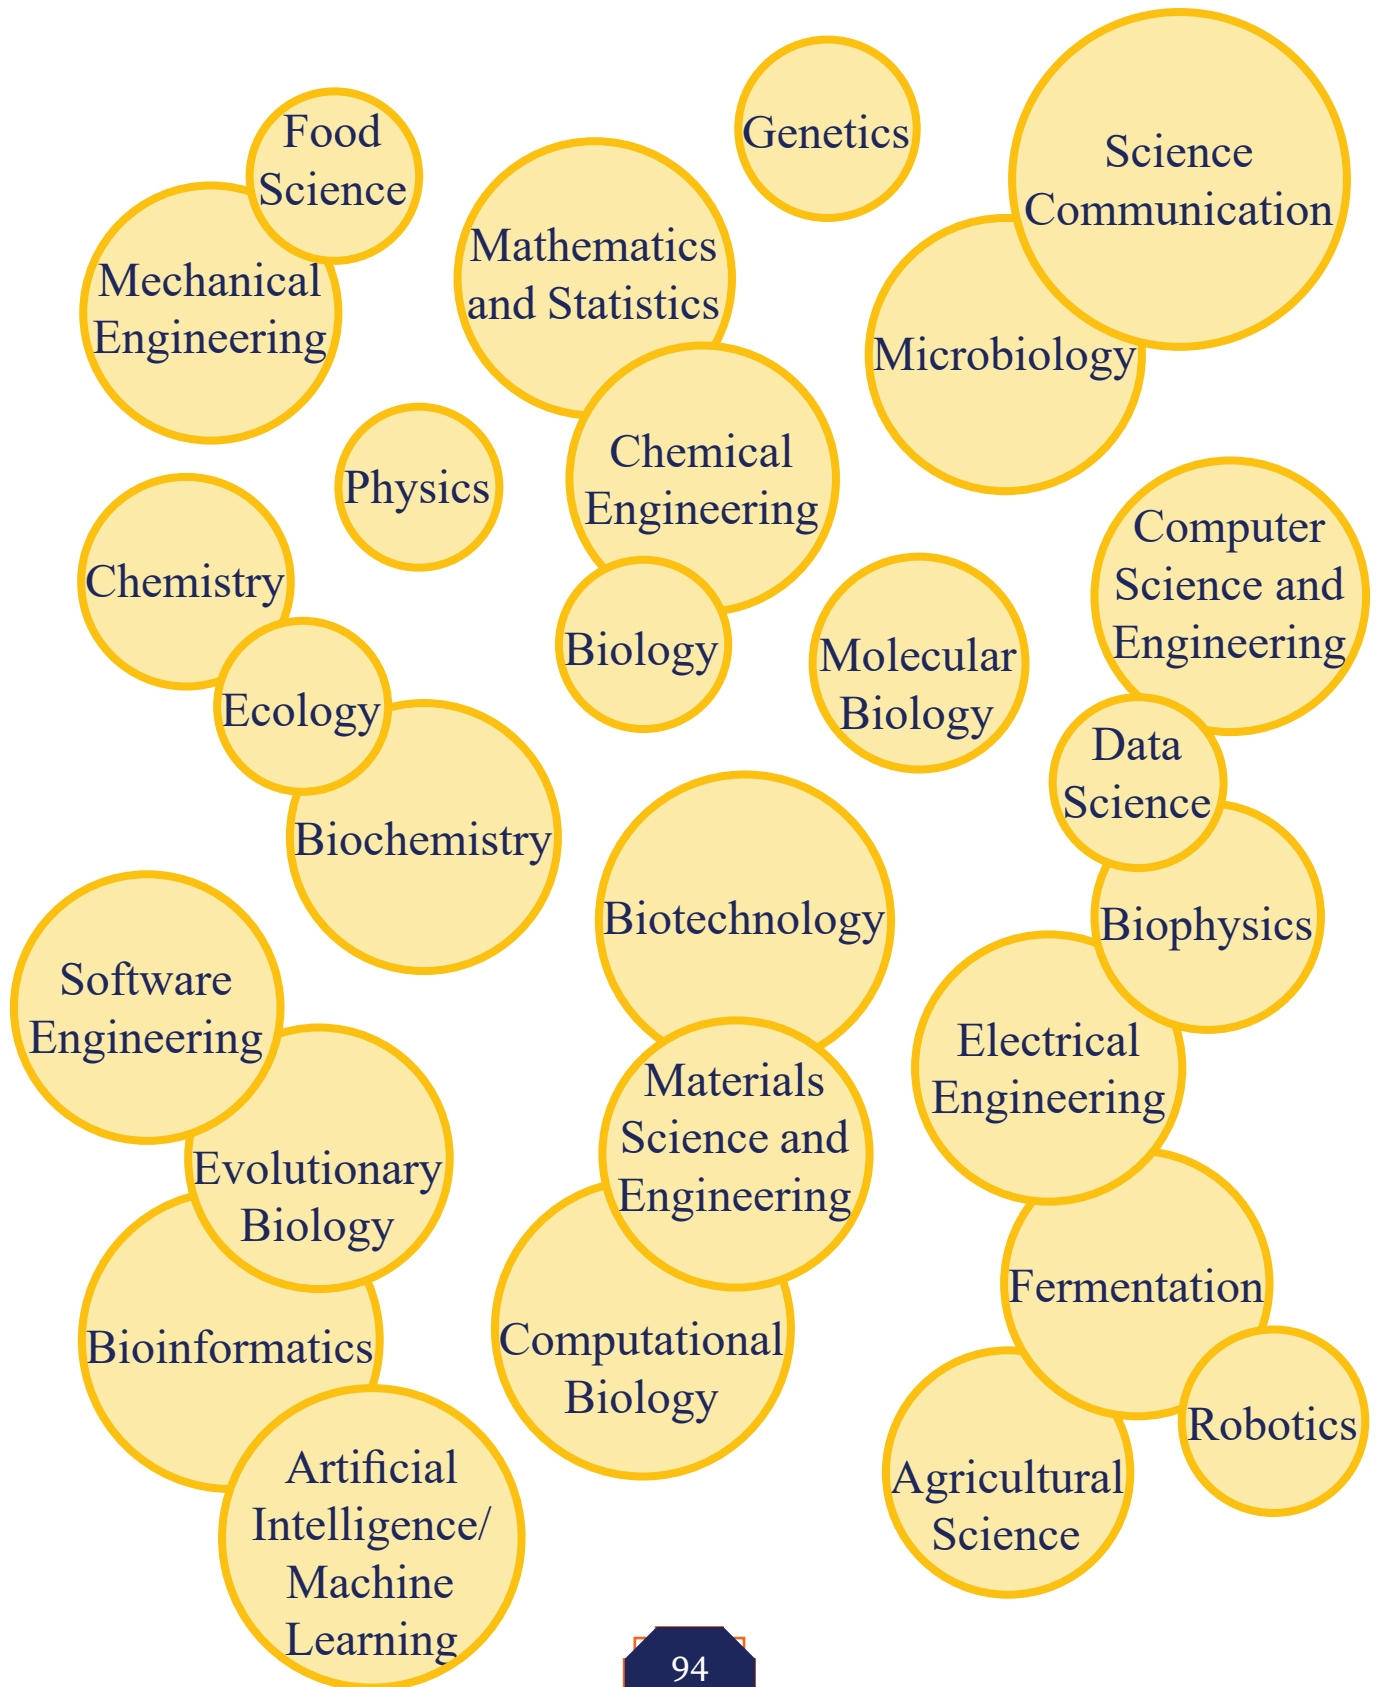 Genetics
Science
Communication
Food
Science
Mathematics
and Statistics
Mechanical
Engineering
Microbiology
Physics
Chemical
Engineering
Computer
Science and
Engineering
Chemistry
Biology
Molecular
Biology
Ecology
Data
Science
Biochemistry
Biotechnology
Biophysics
Software
Engineering
Electrical
Engineering
Materials
Science and
Engineering
Evolutionary
Biology
Fermentation
Bioinformatics
Computational
Biology
Robotics
Agricultural
Science
Artificial
Intelligence/
Machine
Learning
94